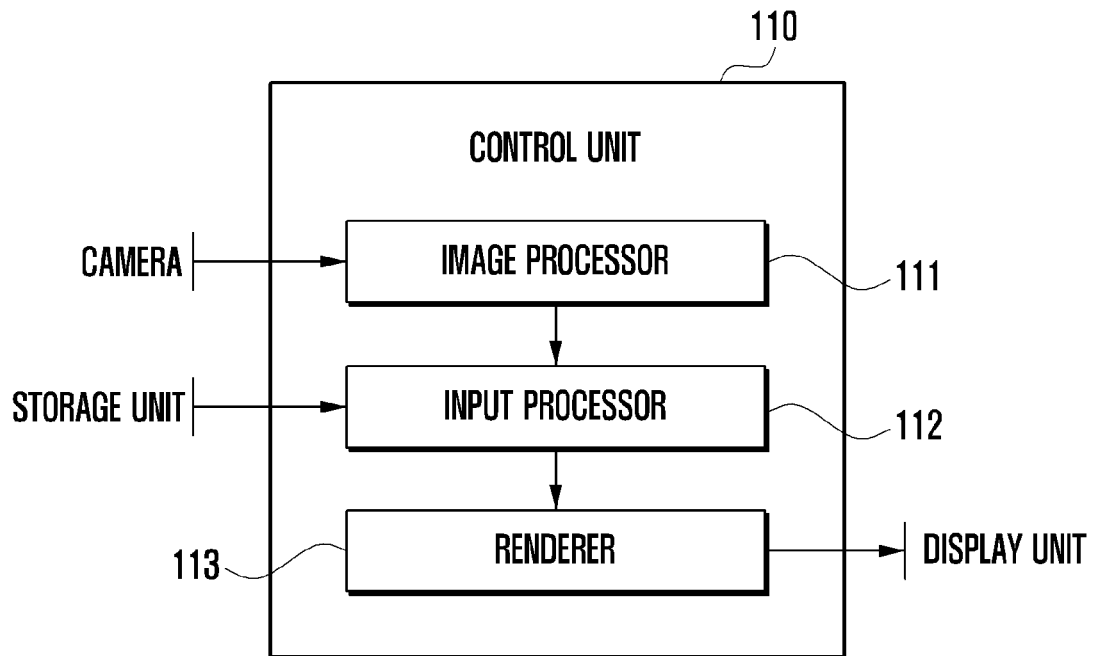 110
CONTROL UNIT
CAMERA
IMAGE PROCESSOR
111
STORAGE UNIT
INPUT PROCESSOR
112
113
RENDERER
DISPLAY UNIT